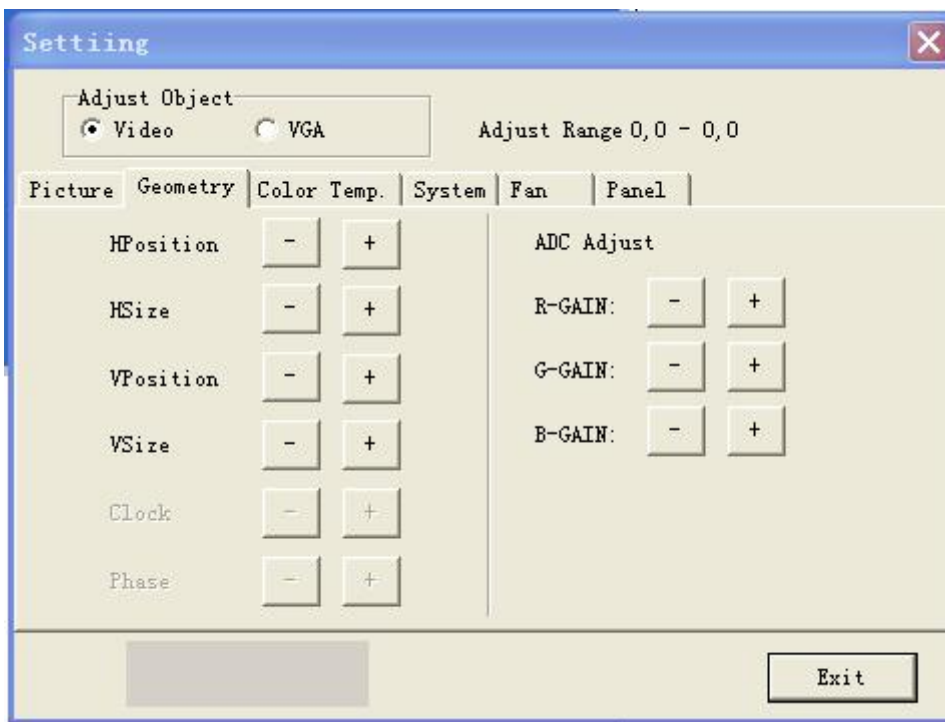 Settiing
Adjust Object
Video VGA
Adjust Range 0,0 - 0,0
Picture Geometry Color Temp. System Fan Panel
HPosition - +
HSize - +
VPosition - +
VSize - +
Clock - +
Phase - +
ADC Adjust
R-GAIN: - +
G-GAIN: - +
B-GAIN: - +
Exit